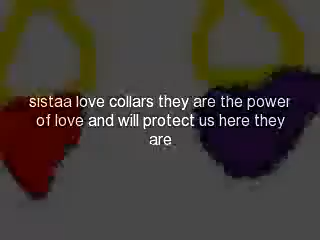 sistaa love collars they are the power
of love and will protect us here they
are